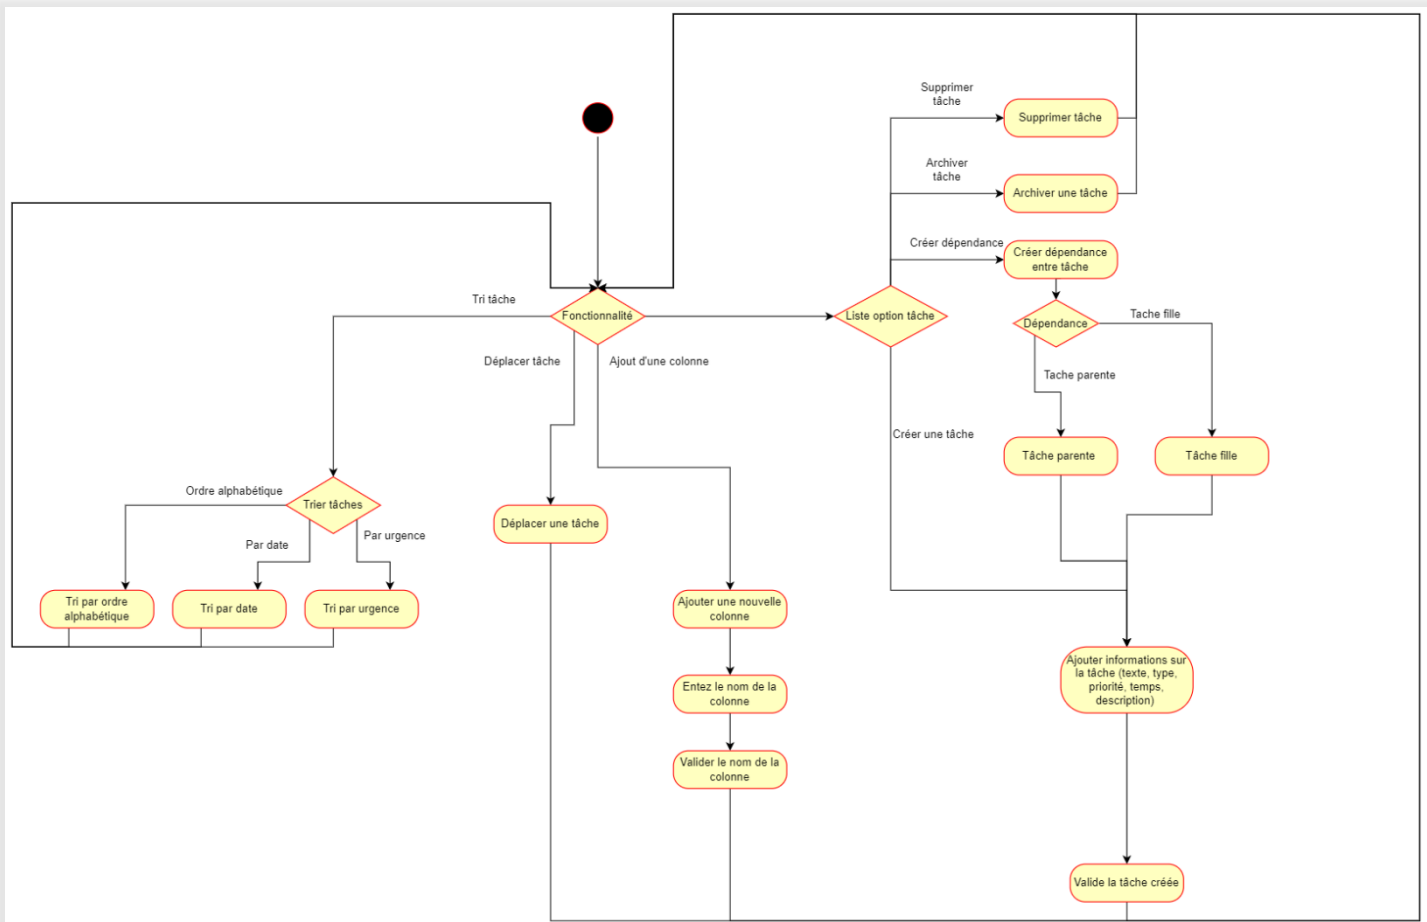 Supprimer
tâche
Supprimer tâche
Archiver
tâche
Archiver une tâche
Créer dépendance
Créer dépendance
entre tâche
Tri tâche
Fonctionnalité
Liste option tâche
Dépendance
Tache fille
Déplacer tâche
Ajout d'une colonne
Tache parente
Créer une tâche
Tâche parente
Tâche fille
Ordre alphabétique
Trier tâches
Par date
Par urgence
Déplacer une tâche
Tri par ordre
alphabétique
Tri par date
Tri par urgence
Ajouter une nouvelle
colonne
Ajouter informations sur
la tâche (texte, type,
priorité, temps,
description)
Entez le nom de la
colonne
Valider le nom de la
colonne
Valide la tâche créée